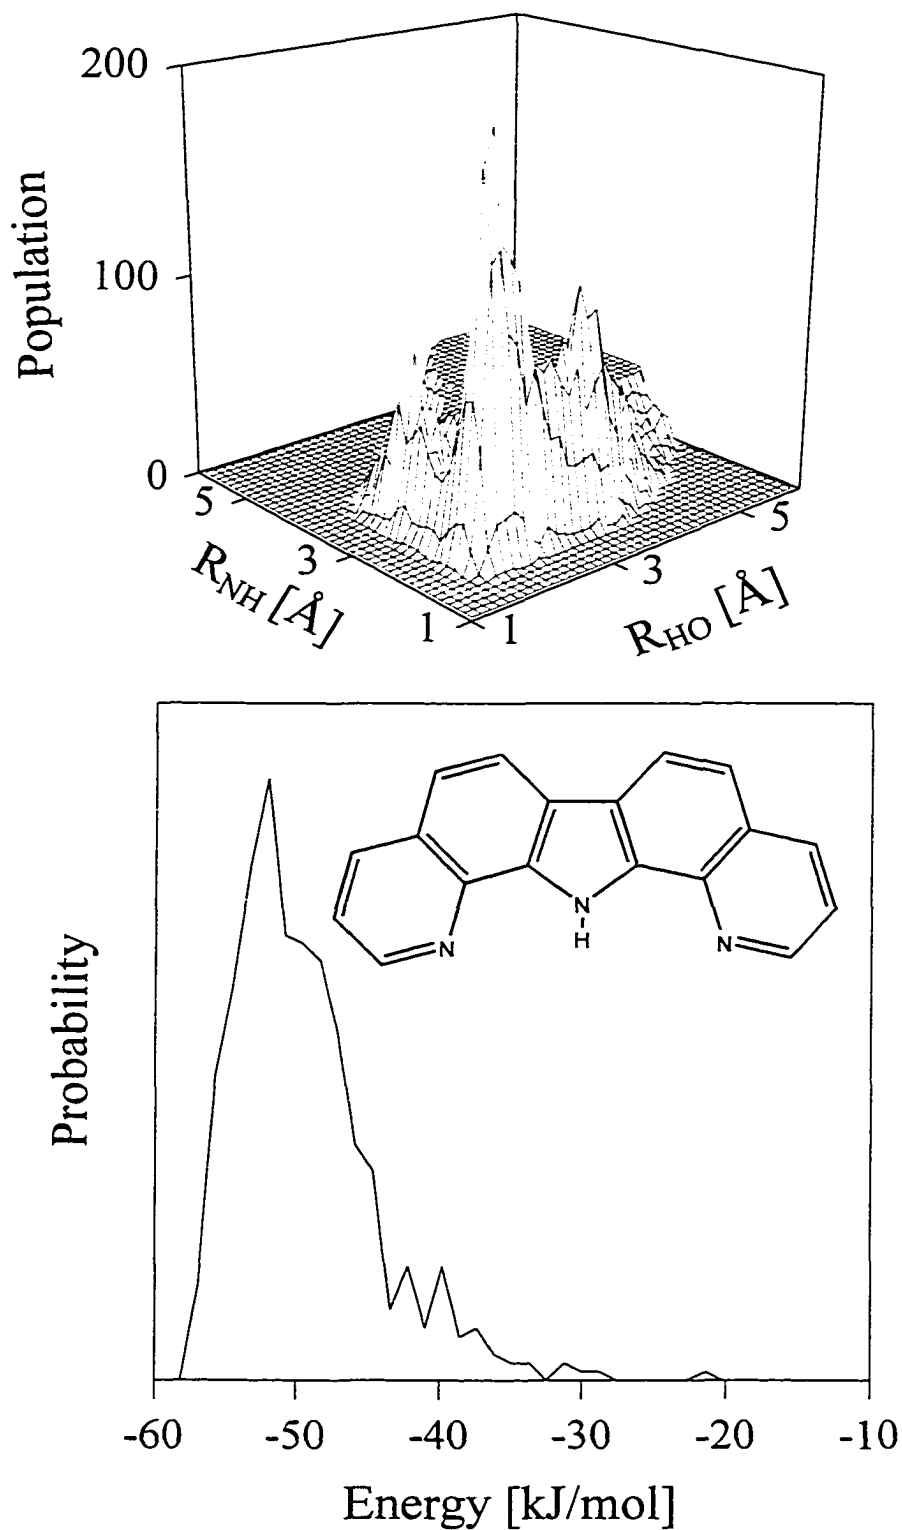 200
100
0
Population
5
3
1
R_NH [Å]
1
3
5
R_HO [Å]
N
H
N
N
Probability
-60 -50 -40 -30 -20 -10
Energy [kJ/mol]